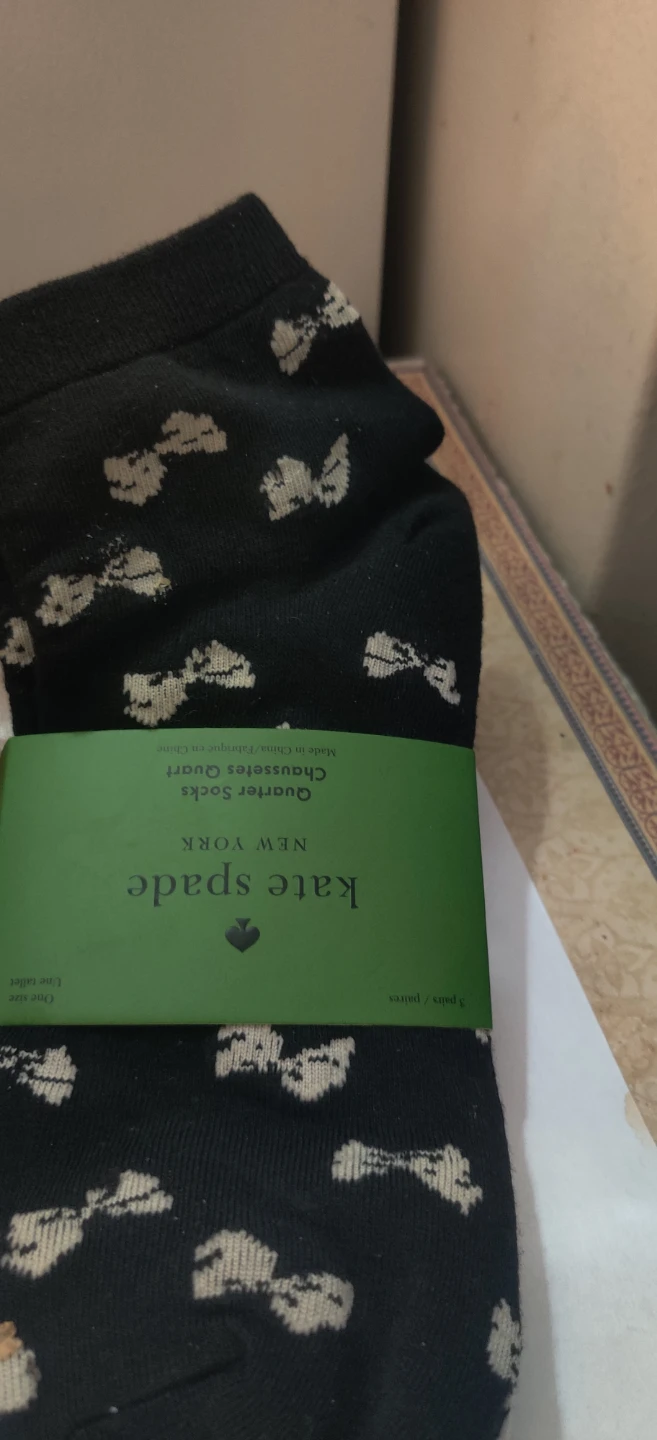 3 pairs / paires
One size
Une taille
kate spade
NEW YORK
Quarter Socks
Chaussetes Quart
Made in China/Fabriqué en Chine